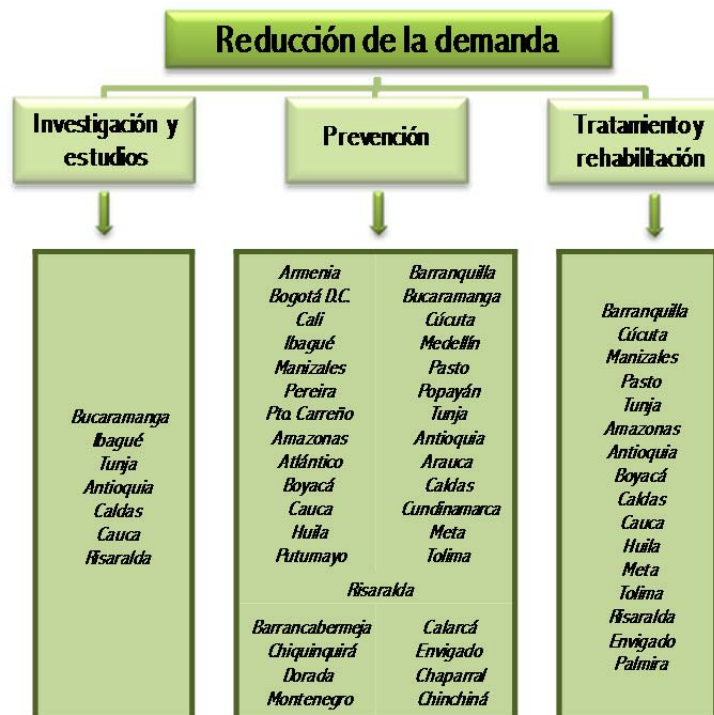 Reducción de la demanda
Investigación y
estudios
Prevención
Tratamiento y
rehabilitación
Bucaramanga
Ibagué
Tunja
Antioquia
Caldas
Cauca
Risaralda
Armenia
Bogotá D.C.
Cali
Ibagué
Manizales
Pereira
Pto. Carreño
Amazonas
Atlántico
Boyacá
Cauca
Huila
Putumayo
Barranquilla
Bucaramanga
Cúcuta
Medellín
Pasto
Popayán
Tunja
Antioquia
Arauca
Caldas
Cundinamarca
Meta
Tolima
Risaralda
Barrancabermeja
Chiquinquirá
Dorada
Montenegro
Calarcá
Envigado
Chaparral
Chinchiná
Barranquilla
Cúcuta
Manizales
Pasto
Tunja
Amazonas
Antioquia
Boyacá
Caldas
Cauca
Huila
Meta
Tolima
Risaralda
Envigado
Palmira